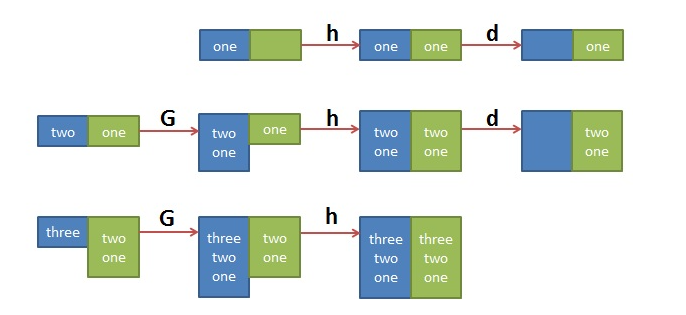 h d
one one one one
G h d
two one two one two two two
one one one one
G h
three two three two three three
one two one two two
one one one